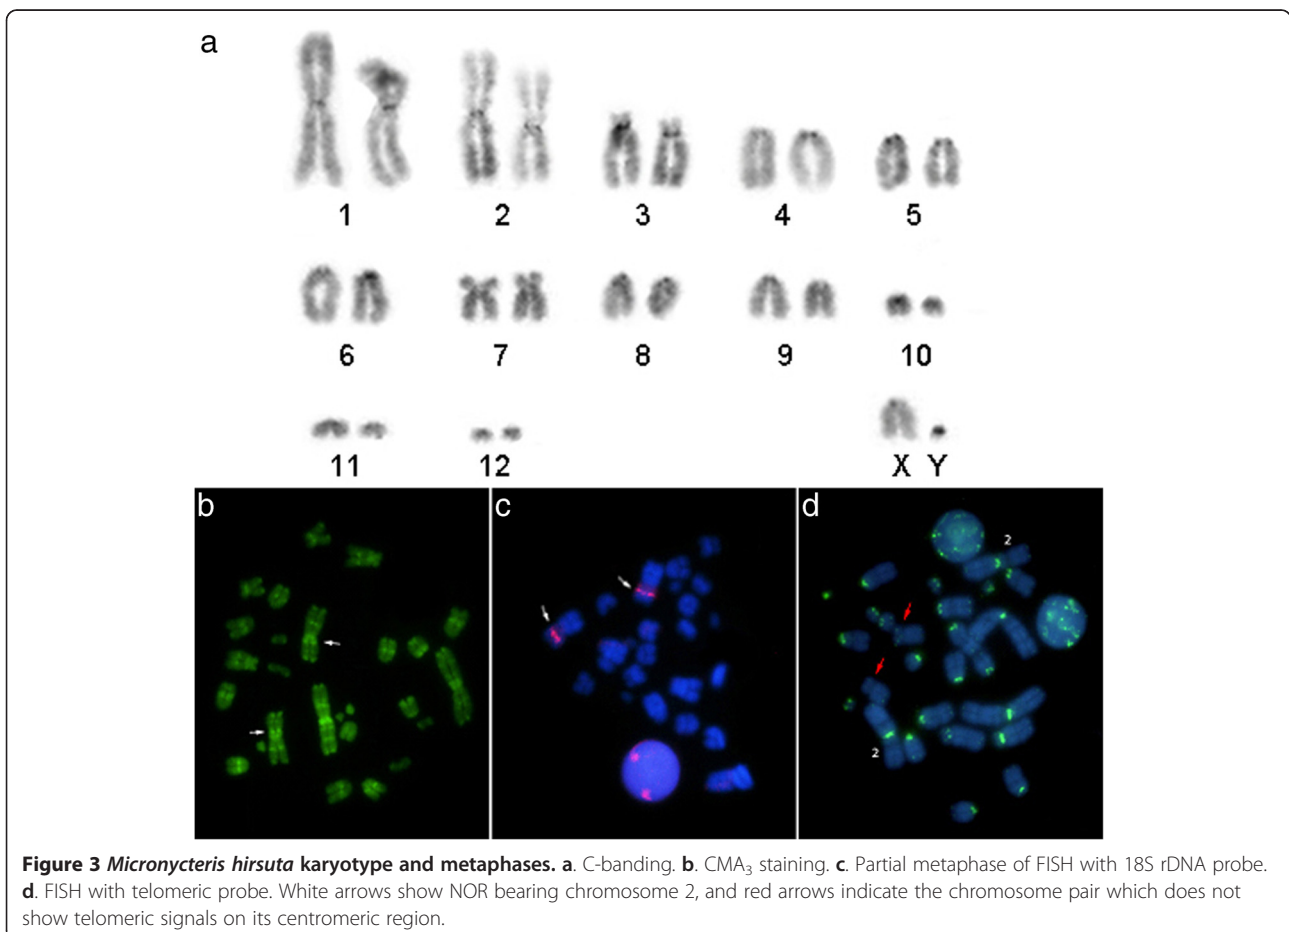 a
1 2 3 4 5
6 7 8 9 10
11 12 X Y
b c d
2
2
Figure 3 Micronycteris hirsuta karyotype and metaphases. a. C-banding. b. CMA₃ staining. c. Partial metaphase of FISH with 18S rDNA probe.
d. FISH with telomeric probe. White arrows show NOR bearing chromosome 2, and red arrows indicate the chromosome pair which does not
show telomeric signals on its centromeric region.